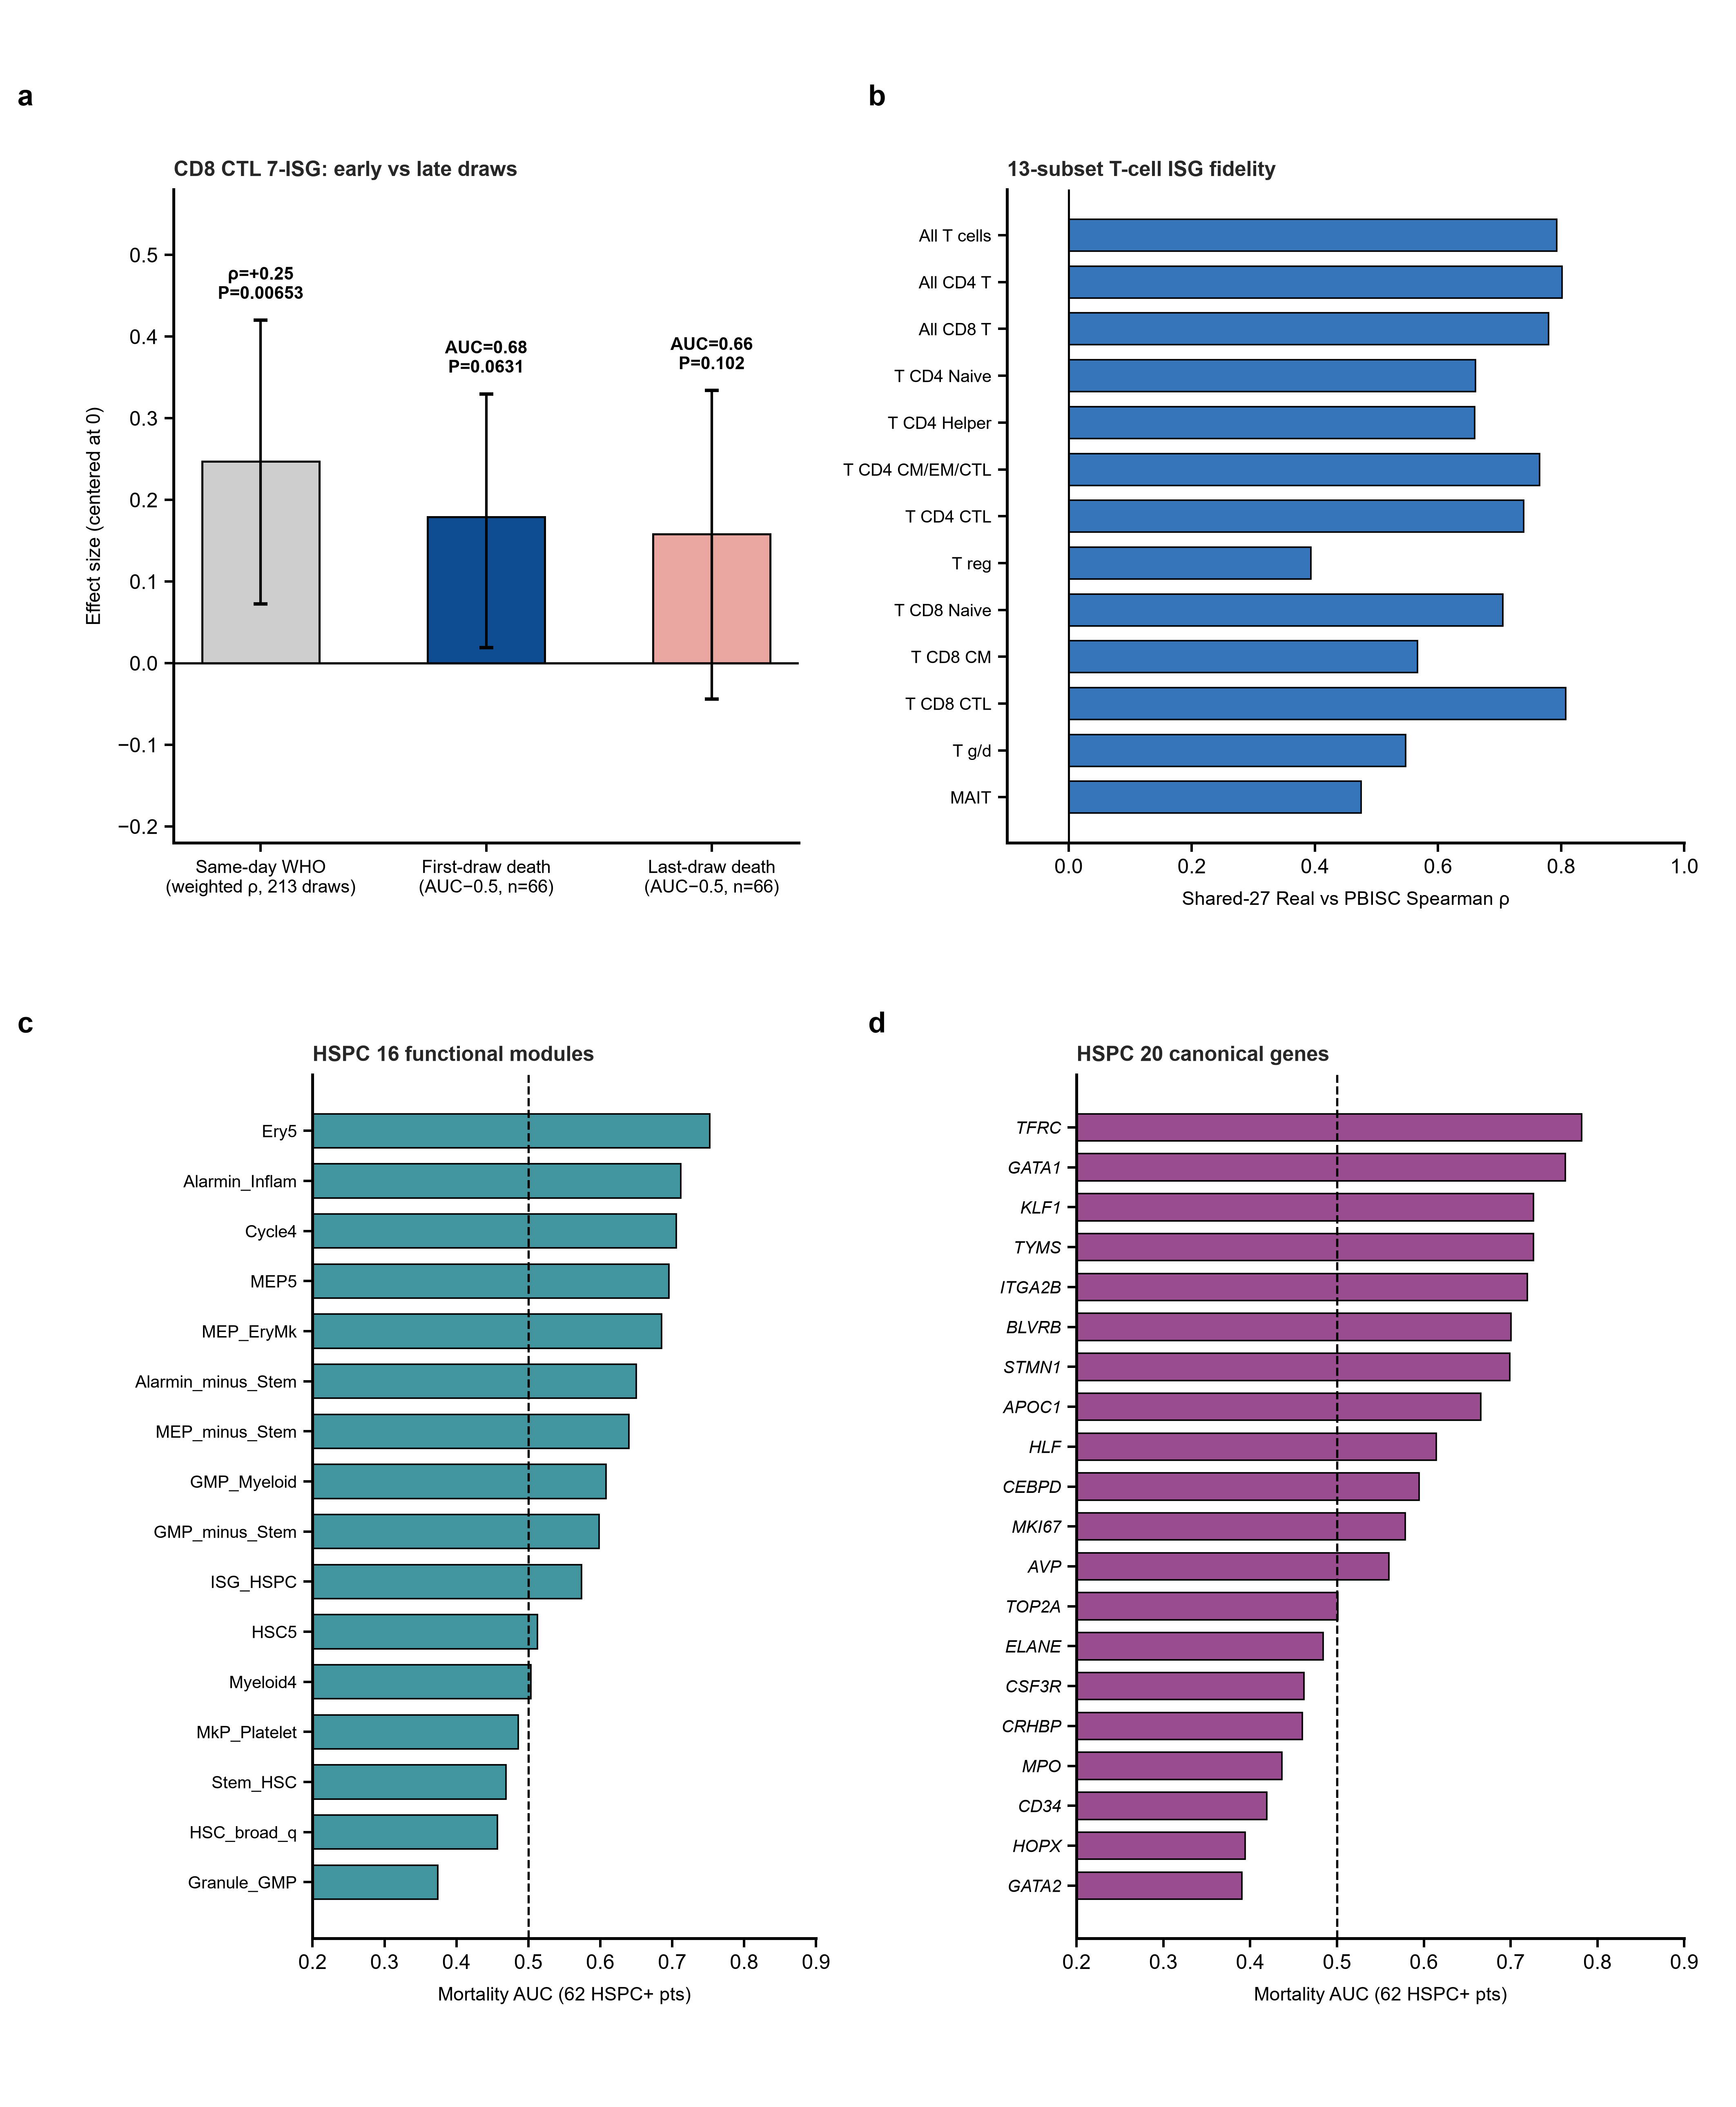 a
CD8 CTL 7-ISG: early vs late draws
Effect size (centered at 0)
0.5
0.4
0.3
0.2
0.1
0.0
−0.1
−0.2
ρ=+0.25
P=0.00653
AUC=0.68
P=0.0631
AUC=0.66
P=0.102
Same-day WHO
(weighted ρ, 213 draws)
First-draw death
(AUC−0.5, n=66)
Last-draw death
(AUC−0.5, n=66)
b
13-subset T-cell ISG fidelity
All T cells
All CD4 T
All CD8 T
T CD4 Naive
T CD4 Helper
T CD4 CM/EM/CTL
T CD4 CTL
T reg
T CD8 Naive
T CD8 CM
T CD8 CTL
T g/d
MAIT
0.0 0.2 0.4 0.6 0.8 1.0
Shared-27 Real vs PBISC Spearman ρ
c
HSPC 16 functional modules
Ery5
Alarmin_Inflam
Cycle4
MEP5
MEP_EryMk
Alarmin_minus_Stem
MEP_minus_Stem
GMP_Myeloid
GMP_minus_Stem
ISG_HSPC
HSC5
Myeloid4
MkP_Platelet
Stem_HSC
HSC_broad_q
Granule_GMP
0.2 0.3 0.4 0.5 0.6 0.7 0.8 0.9
Mortality AUC (62 HSPC+ pts)
d
HSPC 20 canonical genes
TFRC
GATA1
KLF1
TYMS
ITGA2B
BLVRB
STMN1
APOC1
HLF
CEBPD
MKI67
AVP
TOP2A
ELANE
CSF3R
CRHBP
MPO
CD34
HOPX
GATA2
0.2 0.3 0.4 0.5 0.6 0.7 0.8 0.9
Mortality AUC (62 HSPC+ pts)